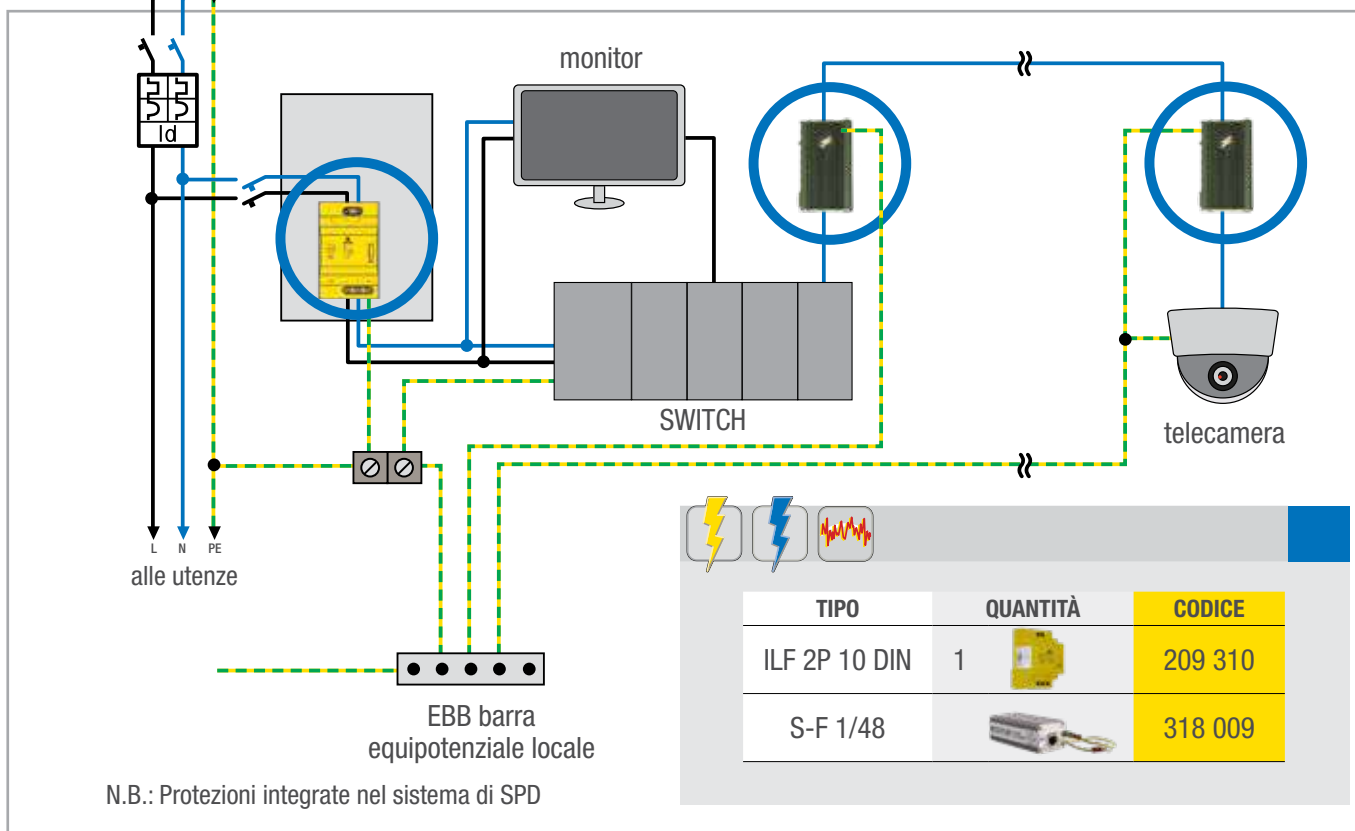 monitor
Id
SWITCH
telecamera
L N PE
alle utenze
EBB barra
equipotenziale locale
N.B.: Protezioni integrate nel sistema di SPD
TIPO QUANTITÀ CODICE
ILF 2P 10 DIN 1 209 310
S-F 1/48 318 009